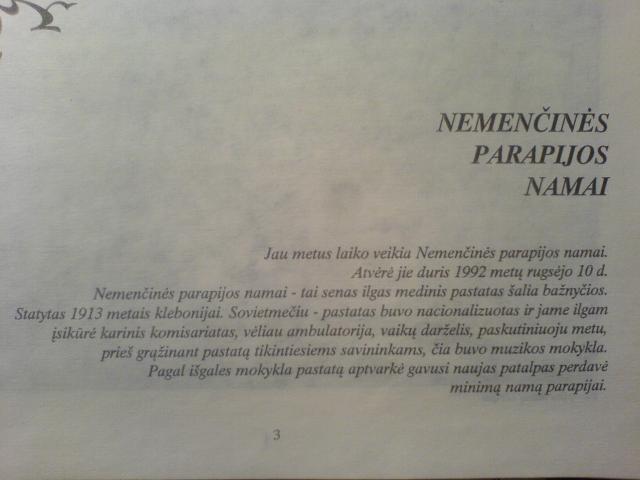 NEMENČINĖS
PARAPIJOS
NAMAI
Jau metus laiko veikia Nemenčinės parapijos namai.
Atvėrė jie duris 1992 metų rugsėjo 10 d.
Nemenčinės parapijos namai - tai senas ilgas medinis pastatas šalia bažnyčios.
Statytas 1913 metais klebonijai. Sovietmečiu - pastatas buvo nacionalizuotas ir jame ilgam
įsikūrė karinis komisariatas, vėliau ambulatorija, vaikų darželis, paskutiniuoju metu,
prieš grąžinant pastatą tikintiesiems savininkams, čia buvo muzikos mokykla.
Pagal išgales mokykla pastatą aptvarkė gavusi naujas patalpas perdavė
minimą namą parapijai.
3